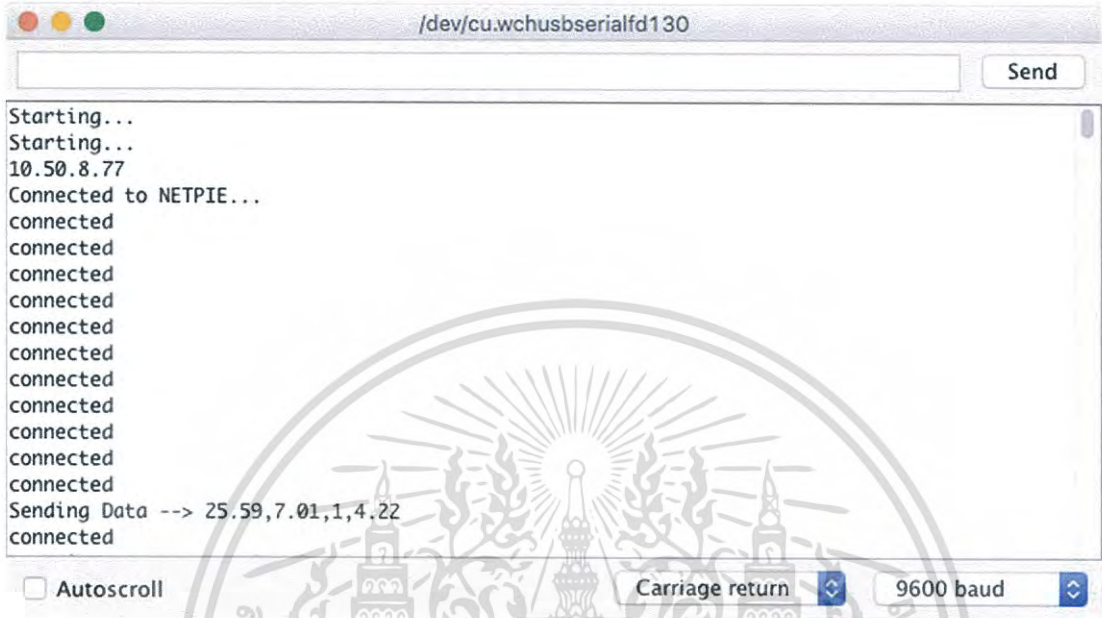 /dev/cu.wchusbserialfd130
Send
Starting...
Starting...
10.50.8.77
Connected to NETPIE...
connected
connected
connected
connected
connected
connected
connected
connected
connected
connected
connected
Sending Data --> 25.59,7.01,1,4.22
connected
Autoscroll
Carriage return
9600 baud